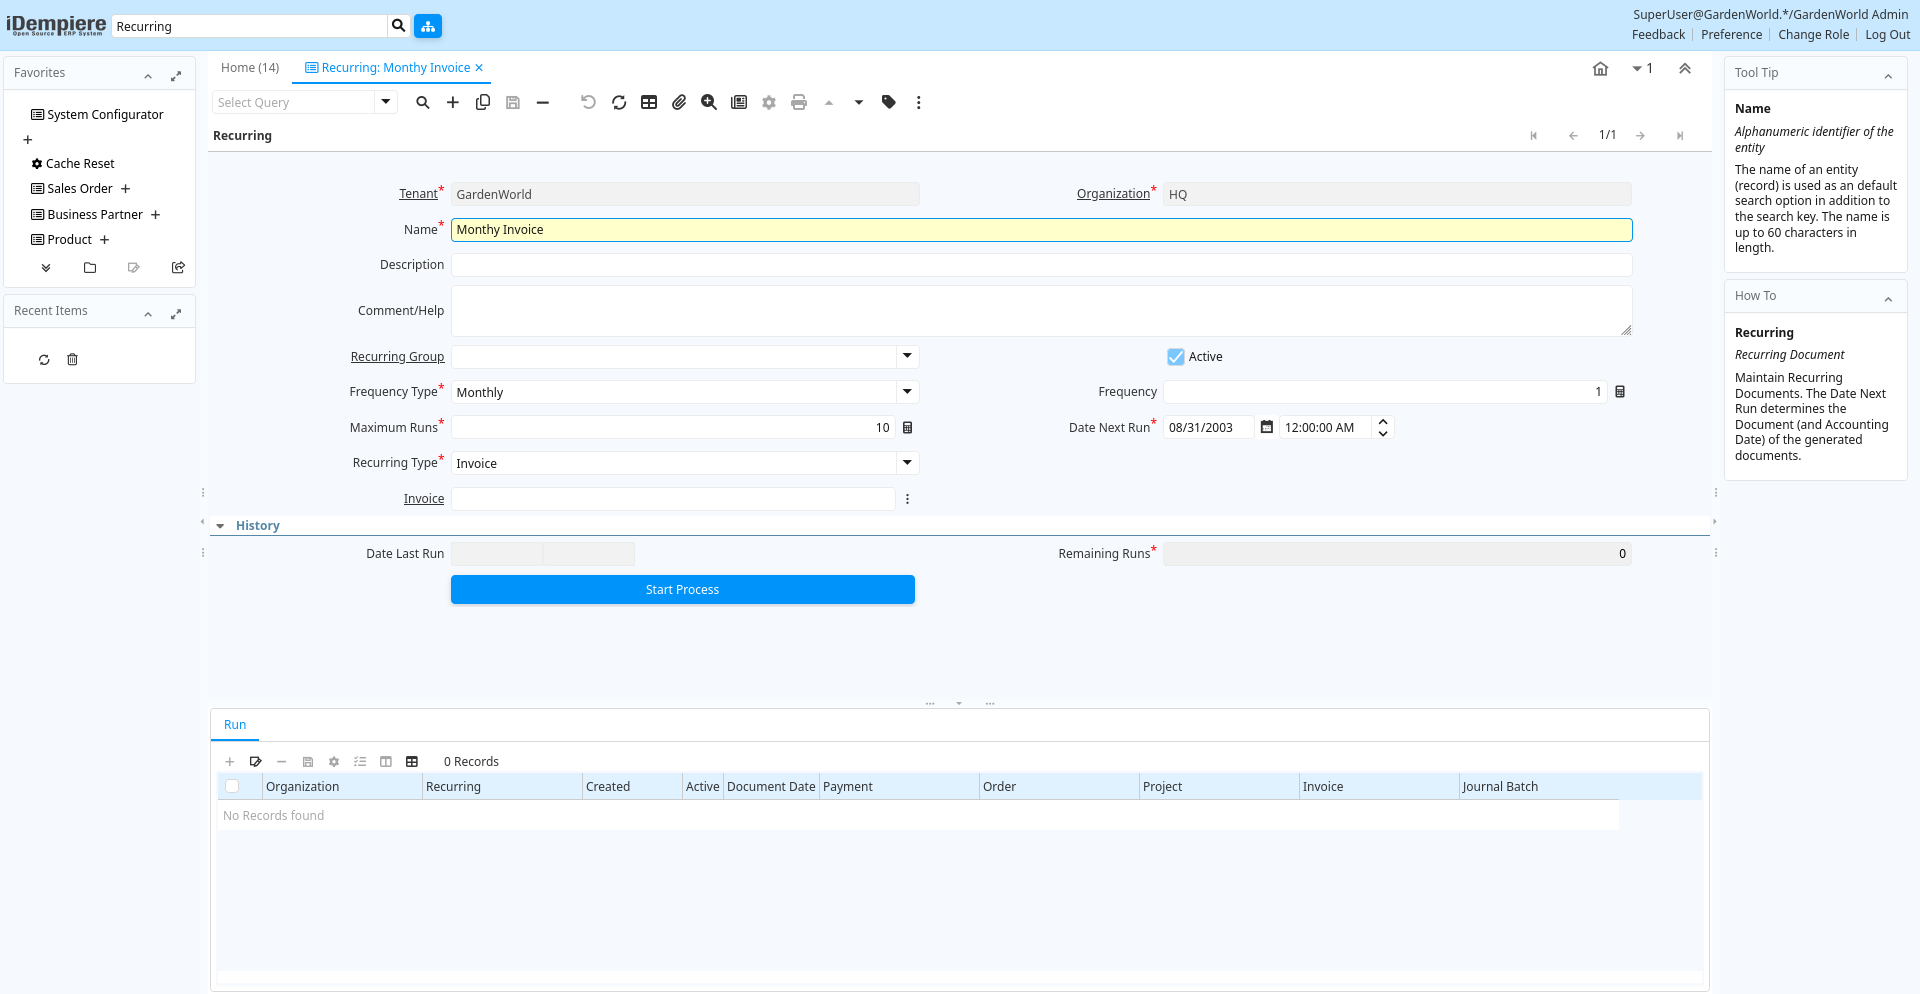 iDempiere
Open Source ERP System
Recurring
SuperUser@GardenWorld.*/GardenWorld Admin
Feedback
Preference
Change Role
Log Out
Favorites
System Configurator
Cache Reset
Sales Order
Business Partner
Product
Recent Items
Home (14)
Recurring: Monthy Invoice
1
Select Query
Recurring
1/1
Tenant*
GardenWorld
Organization*
HQ
Name*
Monthy Invoice
Description
Comment/Help
Recurring Group
Active
Frequency Type*
Monthly
Frequency
1
Maximum Runs*
10
Date Next Run*
08/31/2003
12:00:00 AM
Recurring Type*
Invoice
Invoice
History
Date Last Run
Remaining Runs*
0
Start Process
Run
0 Records
Organization
Recurring
Created
Active
Document Date
Payment
Order
Project
Invoice
Journal Batch
No Records found
Tool Tip
Name
Alphanumeric identifier of the
entity
The name of an entity
(record) is used as an default
search option in addition to
the search key. The name is
up to 60 characters in
length.
How To
Recurring
Recurring Document
Maintain Recurring
Documents. The Date Next
Run determines the
Document (and Accounting
Date) of the generated
documents.